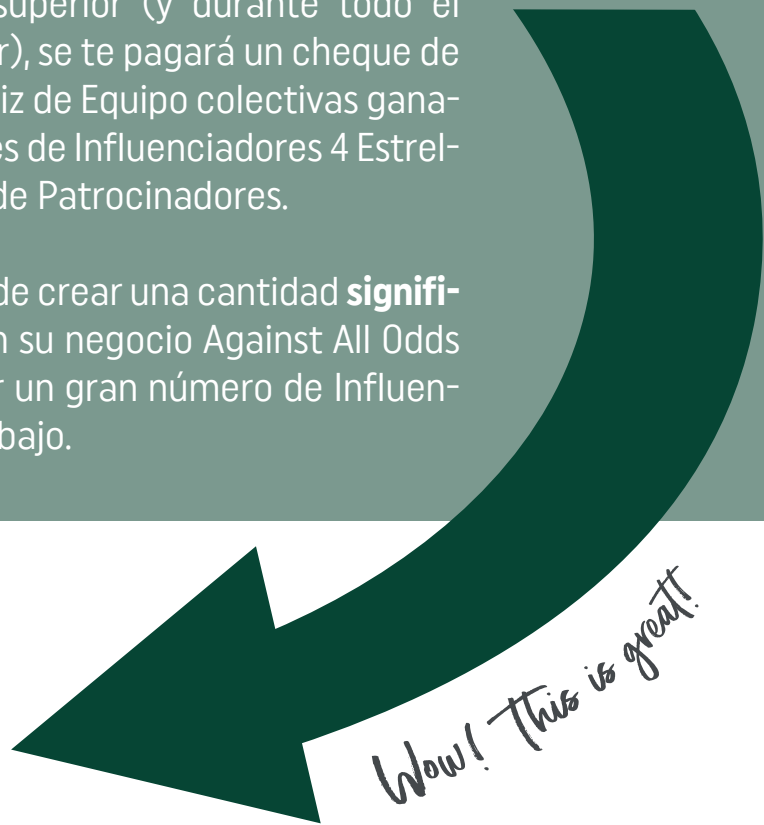 superior (y durante todo el
r), se te pagará un cheque de
iz de Equipo colectivas gana-
es de Influenciadores 4 Estrel-
de Patrocinadores.
de crear una cantidad signifi-
n su negocio Against All Odds
r un gran número de Influen-
bajo.
Wow! This is great!